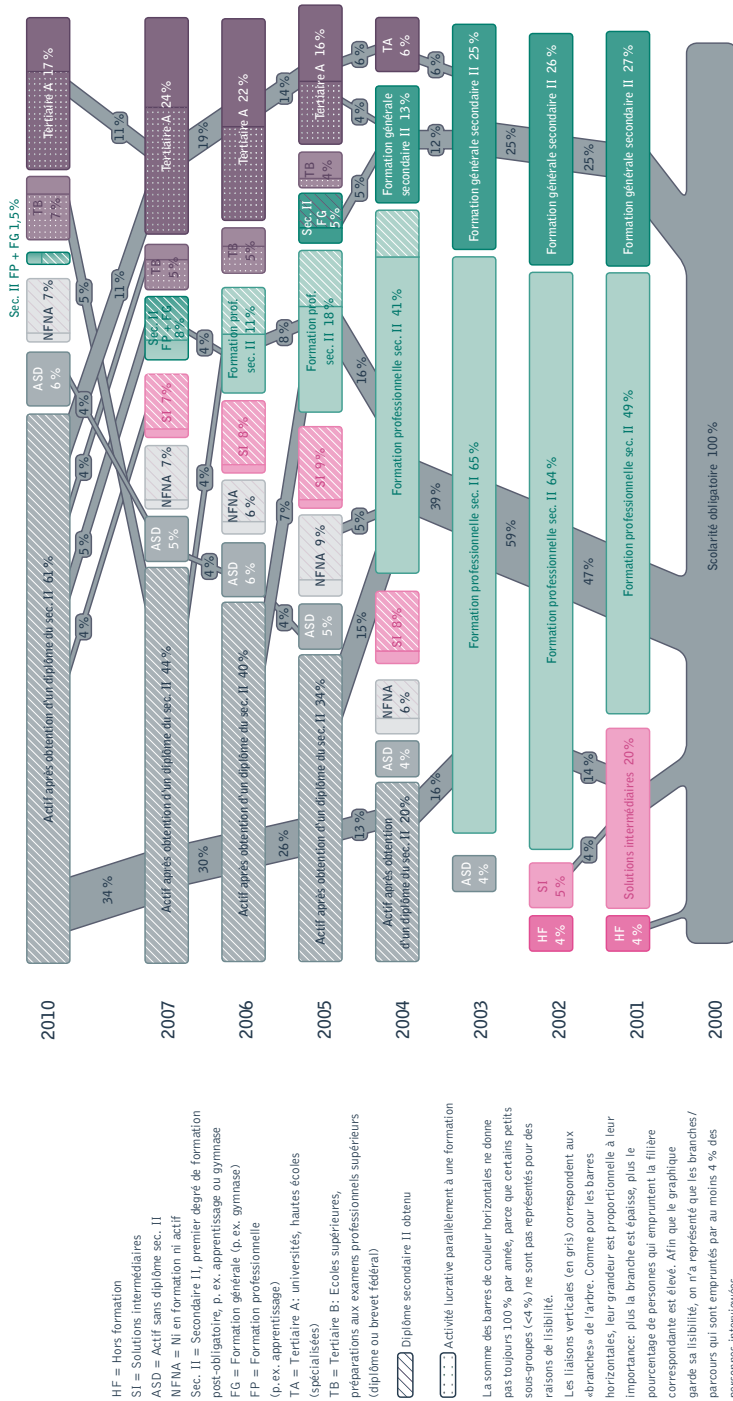 2010
Actif après obtention d'un diplôme du sec. II 61 %
ASD
6 %
NFNA 7 %
Sec. II FP + FG 1,5 %
TB
7 %
Tertiaire A 17 %
34 %
4 %
5 %
4 %
4 %
11 %
5 %
11 %
2007
Actif après obtention d'un diplôme du sec. II 44 %
ASD
5 %
NFNA 7 %
SI 7 %
Sec. II
FP + FG
8 %
TB
5 %
Tertiaire A 24 %
30 %
4 %
4 %
4 %
19 %
2006
Actif après obtention d'un diplôme du sec. II 40 %
ASD
6 %
NFNA
6 %
SI 8 %
Formation prof.
sec. II 11 %
TB
5 %
Tertiaire A 22 %
26 %
4 %
7 %
8 %
14 %
2005
Actif après obtention d'un diplôme du sec. II 34 %
ASD
5 %
NFNA 9 %
SI 9 %
Formation prof.
sec. II 18 %
Sec. II
FG
5 %
TB
4 %
Tertiaire A 16 %
13 %
15 %
5 %
16 %
5 %
4 %
6 %
2004
Actif après obtention
d'un diplôme du sec. II 20 %
ASD
4 %
NFNA
6 %
SI 8 %
Formation professionnelle sec. II 41 %
Formation générale
secondaire II 13 %
TA
6 %
16 %
39 %
12 %
6 %
2003
ASD
4 %
Formation professionnelle sec. II 65 %
Formation générale secondaire II 25 %
59 %
25 %
2002
HF
4 %
SI
5 %
Formation professionnelle sec. II 64 %
Formation générale secondaire II 26 %
4 %
14 %
47 %
25 %
2001
HF
4 %
Solutions intermédiaires 20 %
Formation professionnelle sec. II 49 %
Formation générale secondaire II 27 %
2000
Scolarité obligatoire 100 %
HF = Hors formation
SI = Solutions intermédiaires
ASD = Actif sans diplôme sec. II
NFNA = Ni en formation ni actif
Sec. II = Secondaire II, premier degré de formation
post-obligatoire, p. ex. apprentissage ou gymnase
FG = Formation générale (p. ex. gymnase)
FP = Formation professionnelle
(p. ex. apprentissage)
TA = Tertiaire A: universités, hautes écoles
(spécialisées)
TB = Tertiaire B: Ecoles supérieures,
préparations aux examens professionnels supérieurs
(diplôme ou brevet fédéral)
Diplôme secondaire II obtenu
Activité lucrative parallèlement à une formation
La somme des barres de couleur horizontales ne donne
pas toujours 100 % par année, parce que certains petits
sous-groupes (<4 %) ne sont pas représentés pour des
raisons de lisibilité.
Les liaisons verticales (en gris) correspondent aux
«branches» de l'arbre. Comme pour les barres
horizontales, leur grandeur est proportionnelle à leur
importance: plus la branche est épaisse, plus le
pourcentage de personnes qui empruntent la filière
correspondante est élevé. Afin que le graphique
garde sa lisibilité, on n'a représenté que les branches/
parcours qui sont empruntés par au moins 4 % des
personnes interviewées.